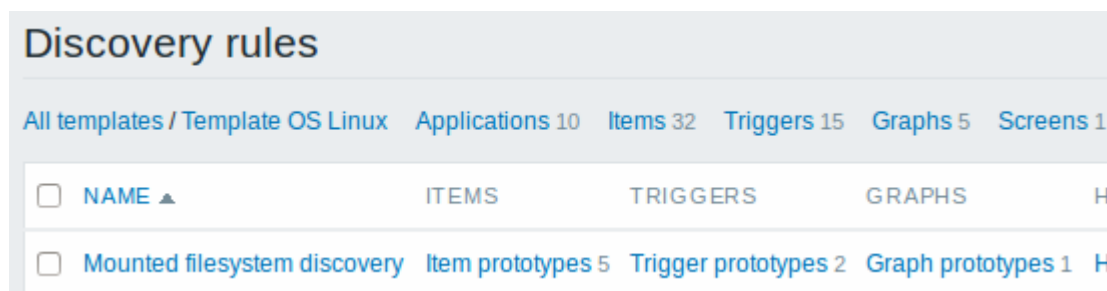 Discovery rules
All templates / Template OS Linux Applications 10 Items 32 Triggers 15 Graphs 5 Screens 1
NAME ▲ ITEMS TRIGGERS GRAPHS H
Mounted filesystem discovery Item prototypes 5 Trigger prototypes 2 Graph prototypes 1 H